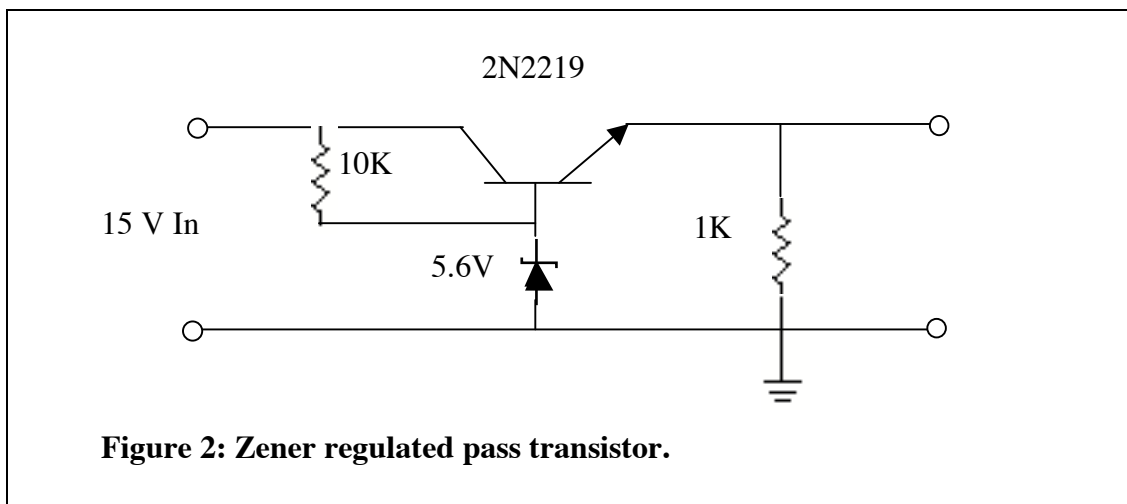 2N2219
10K
15 V In
1K
5.6V
Figure 2: Zener regulated pass transistor.